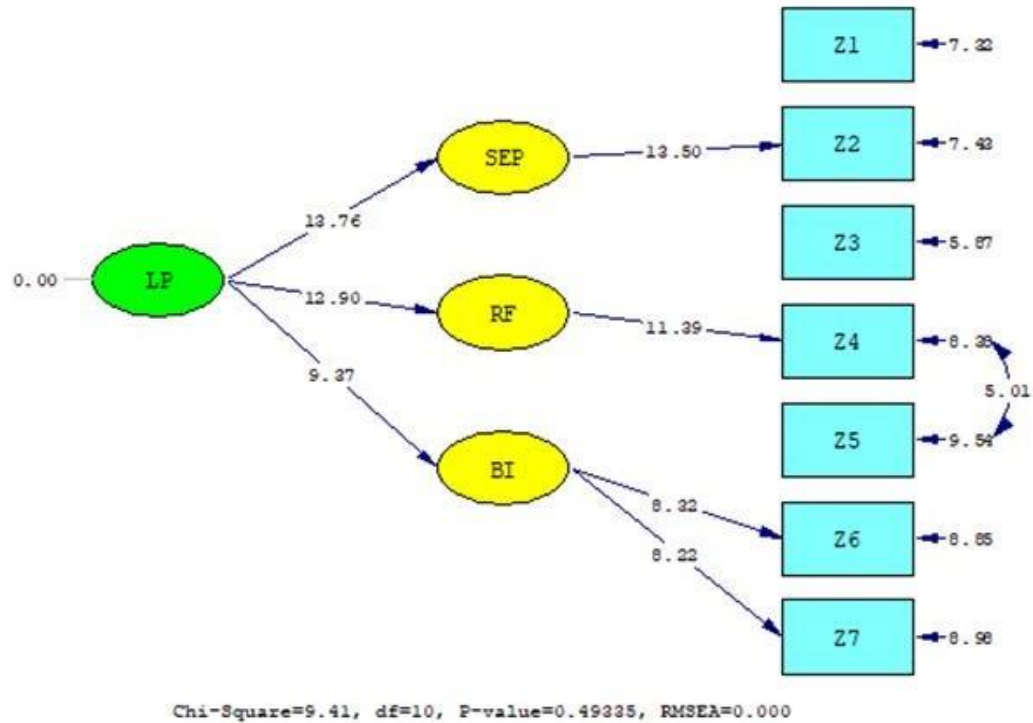 Z1
7.32
SEP
13.50
Z2
7.43
13.76
Z3
5.87
0.00
LP
12.90
RF
11.39
Z4
5.01
9.37
Z5
9.54
BI
8.32
Z6
8.85
8.22
Z7
8.98
Chi-Square=9.41, df=10, P-value=0.49335, RMSEA=0.000